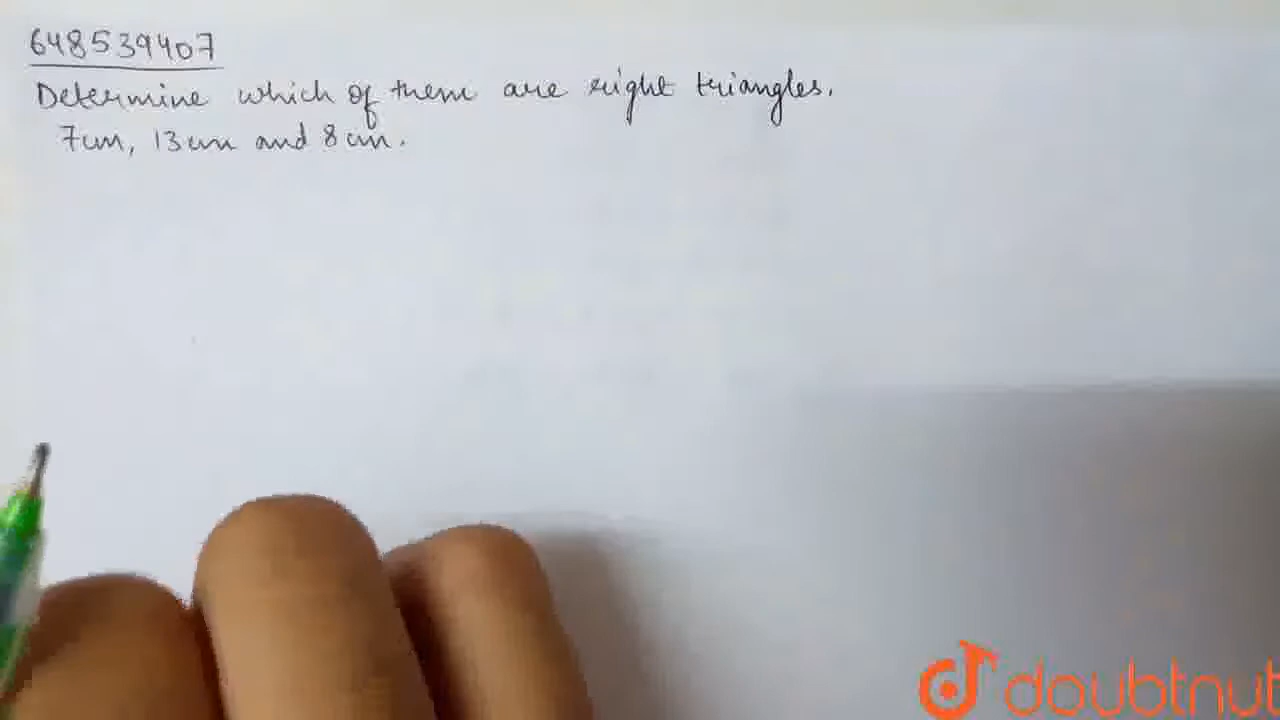 648539407
Determine which of them are right triangles.
7cm, 13cm and 8cm.
doubtnut